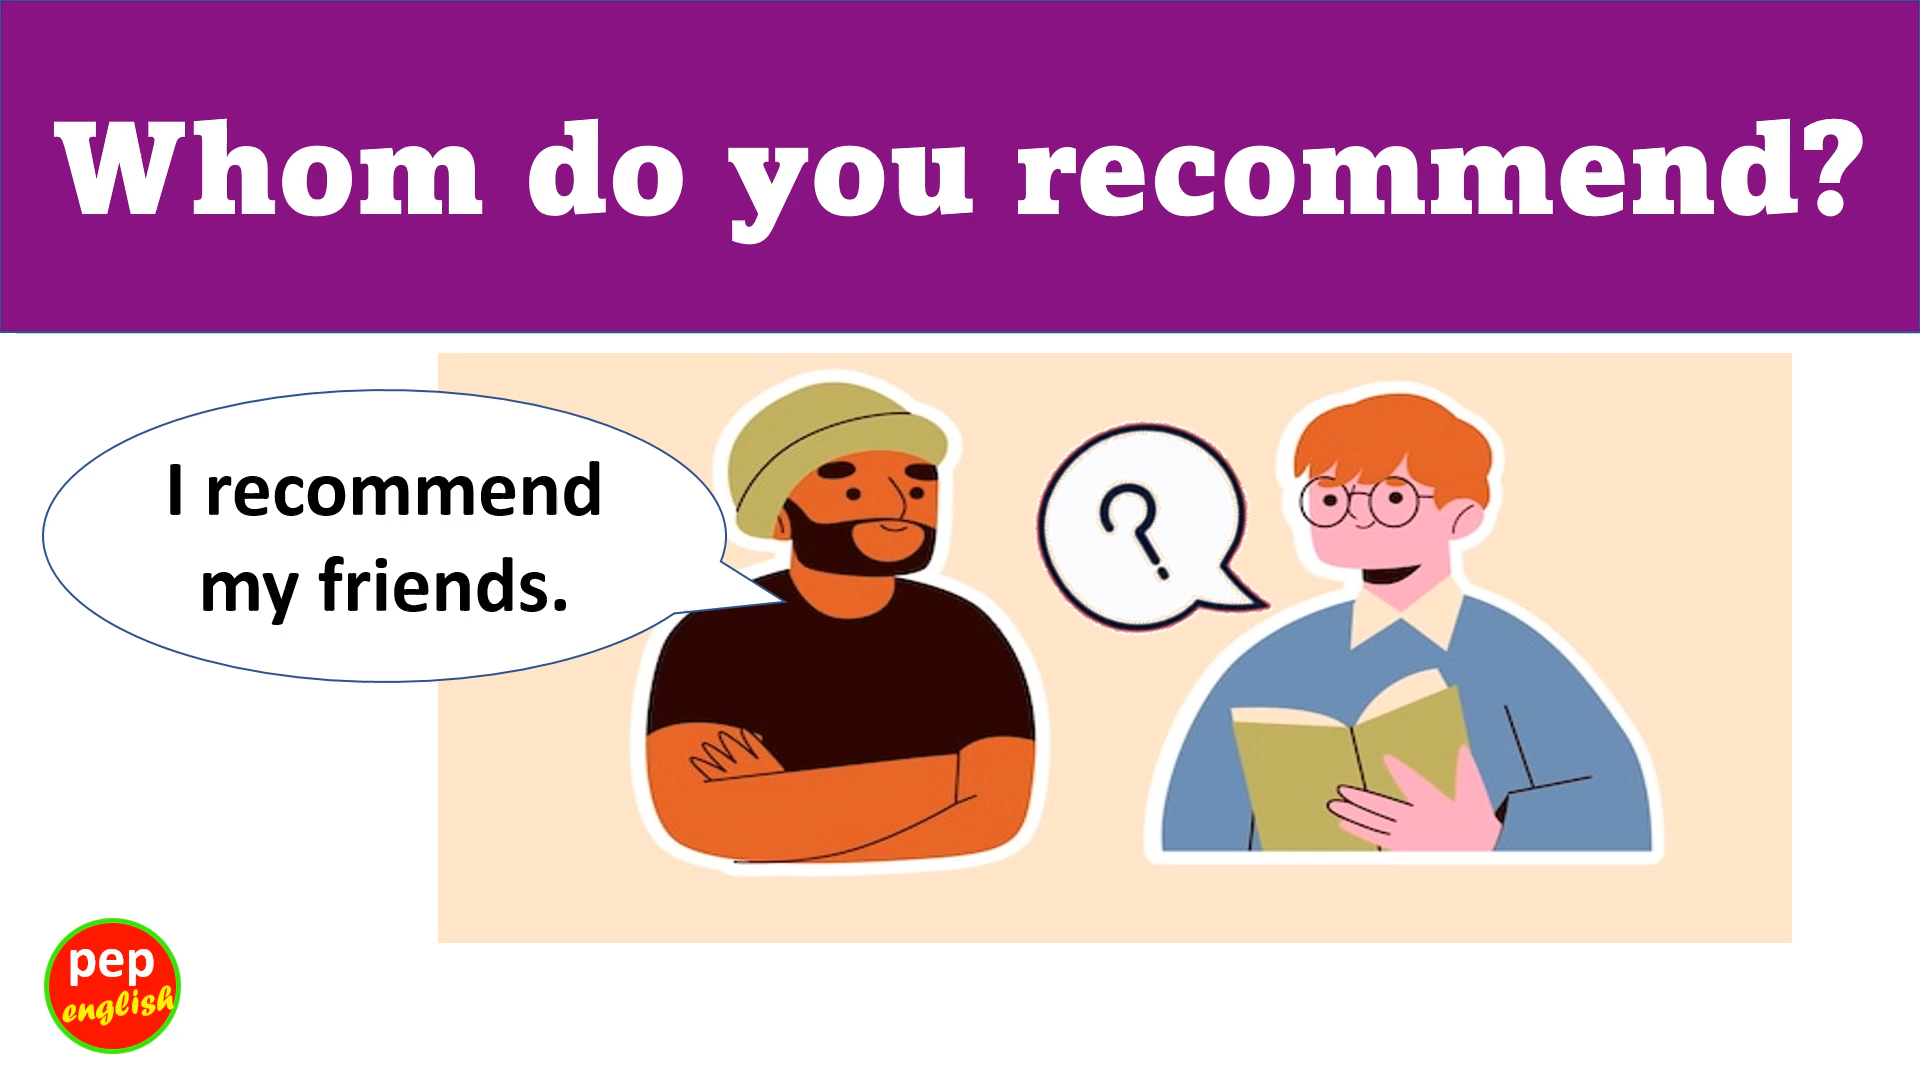 Whom do you recommend?
I recommend
my friends.
?
pep
english